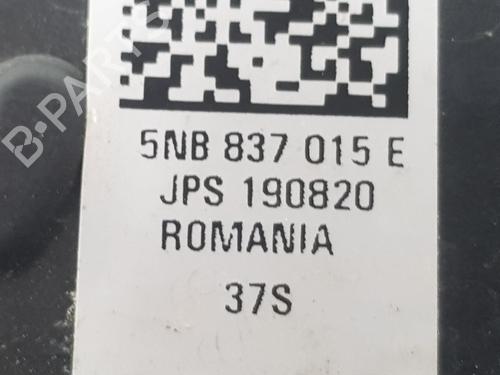 B-PARTS
5NB 837 015 E
JPS 190820
ROMANIA
37S